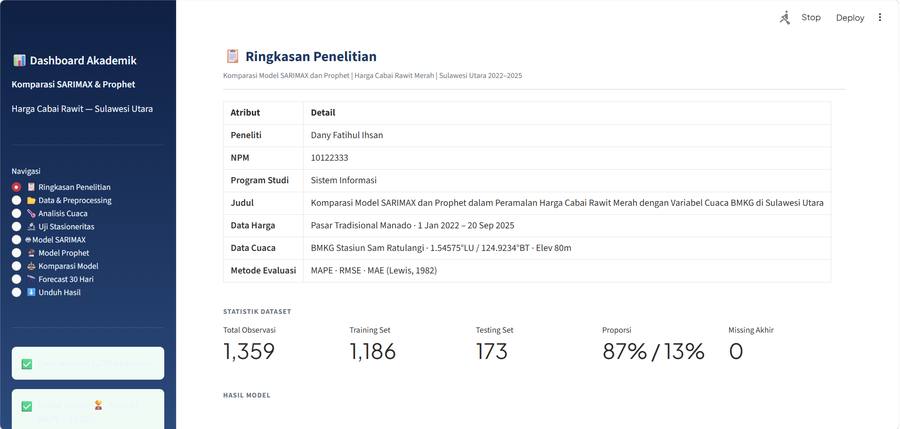 Stop Deploy
Dashboard Akademik
Komparasi SARIMAX & Prophet
Harga Cabai Rawit — Sulawesi Utara
Navigasi
Ringkasan Penelitian
Data & Preprocessing
Analisis Cuaca
Uji Stasioneritas
Model SARIMAX
Model Prophet
Komparasi Model
Forecast 30 Hari
Unduh Hasil
Ringkasan Penelitian
Komparasi Model SARIMAX dan Prophet | Harga Cabai Rawit Merah | Sulawesi Utara 2022–2025
Atribut Detail
Peneliti Dany Fatihul Ihsan
NPM 10122333
Program Studi Sistem Informasi
Judul Komparasi Model SARIMAX dan Prophet dalam Peramalan Harga Cabai Rawit Merah dengan Variabel Cuaca BMKG di Sulawesi Utara
Data Harga Pasar Tradisional Manado · 1 Jan 2022 – 20 Sep 2025
Data Cuaca BMKG Stasiun Sam Ratulangi · 1.54575°LU / 124.9234°BT · Elev 80m
Metode Evaluasi MAPE · RMSE · MAE (Lewis, 1982)
STATISTIK DATASET
Total Observasi Training Set Testing Set Proporsi Missing Akhir
1,359 1,186 173 87% / 13% 0
HASIL MODEL